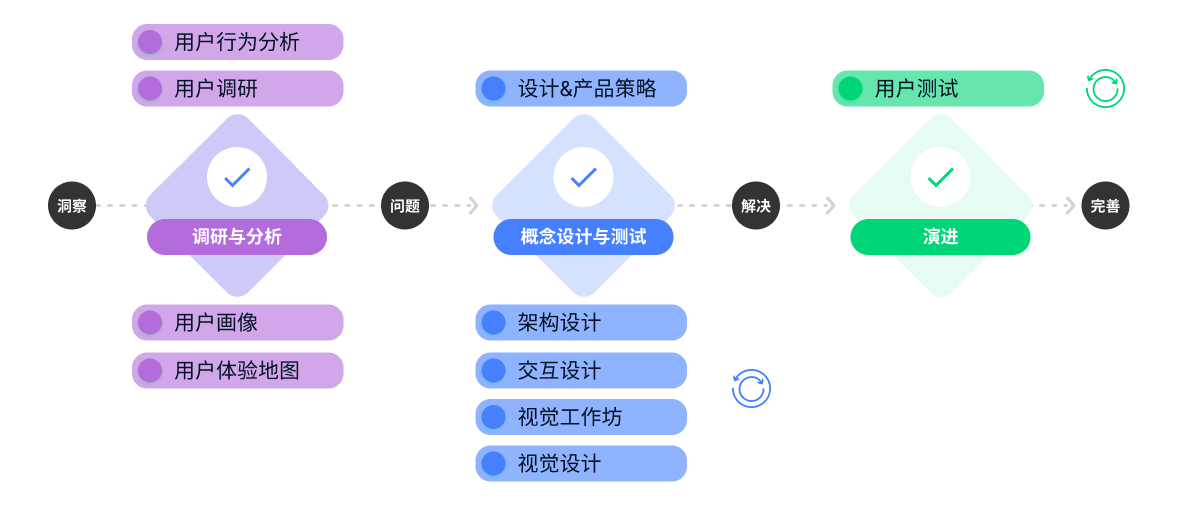 用户行为分析
用户调研
设计&产品策略
用户测试
洞察
问题
解决
完善
调研与分析
概念设计与测试
演进
用户画像
架构设计
用户体验地图
交互设计
视觉工作坊
视觉设计